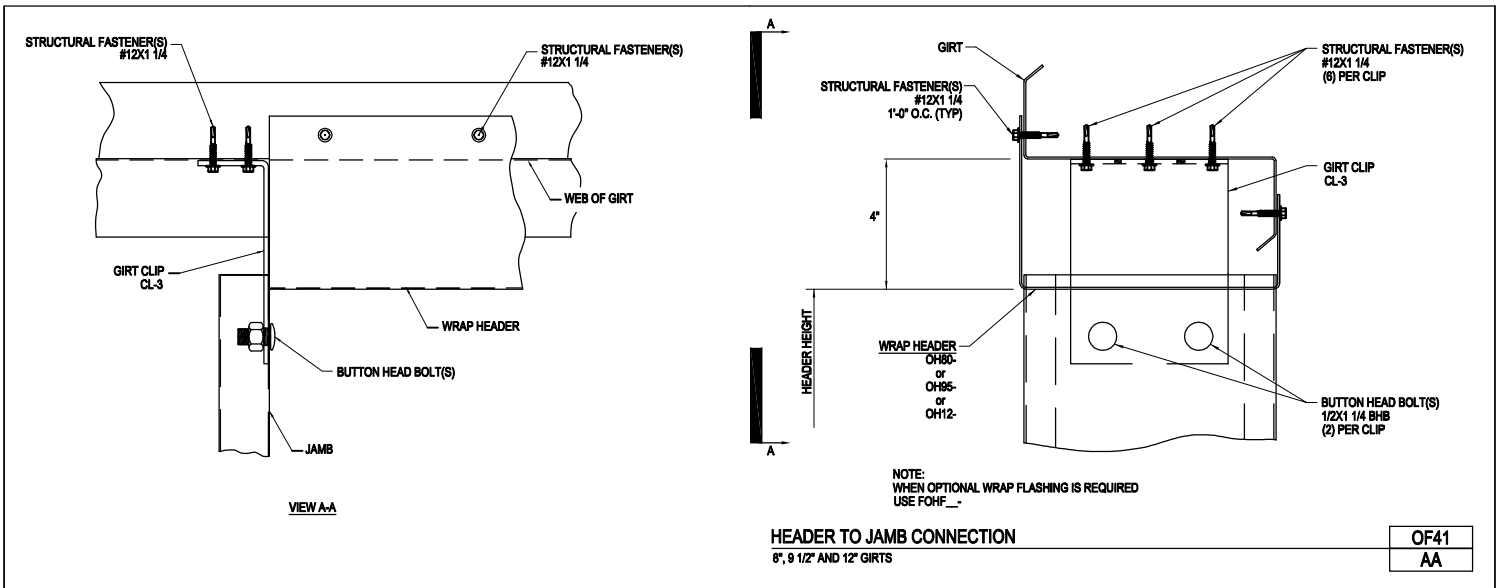 STRUCTURAL FASTENER(S)
#12X1 1/4
STRUCTURAL FASTENER(S)
#12X1 1/4
WEB OF GIRT
GIRT CLIP
CL-3
WRAP HEADER
BUTTON HEAD BOLT(S)
JAMB
VIEW A-A
A
A
GIRT
STRUCTURAL FASTENER(S)
#12X1 1/4
1'-0" O.C. (TYP)
STRUCTURAL FASTENER(S)
#12X1 1/4
(6) PER CLIP
GIRT CLIP
CL-3
4"
HEADER HEIGHT
WRAP HEADER
OH80-
or
OH95-
or
OH12-
BUTTON HEAD BOLT(S)
1/2X1 1/4 BHB
(2) PER CLIP
NOTE:
WHEN OPTIONAL WRAP FLASHING IS REQUIRED
USE FOHF__-
HEADER TO JAMB CONNECTION
8", 9 1/2" AND 12" GIRTS
OF41
AA